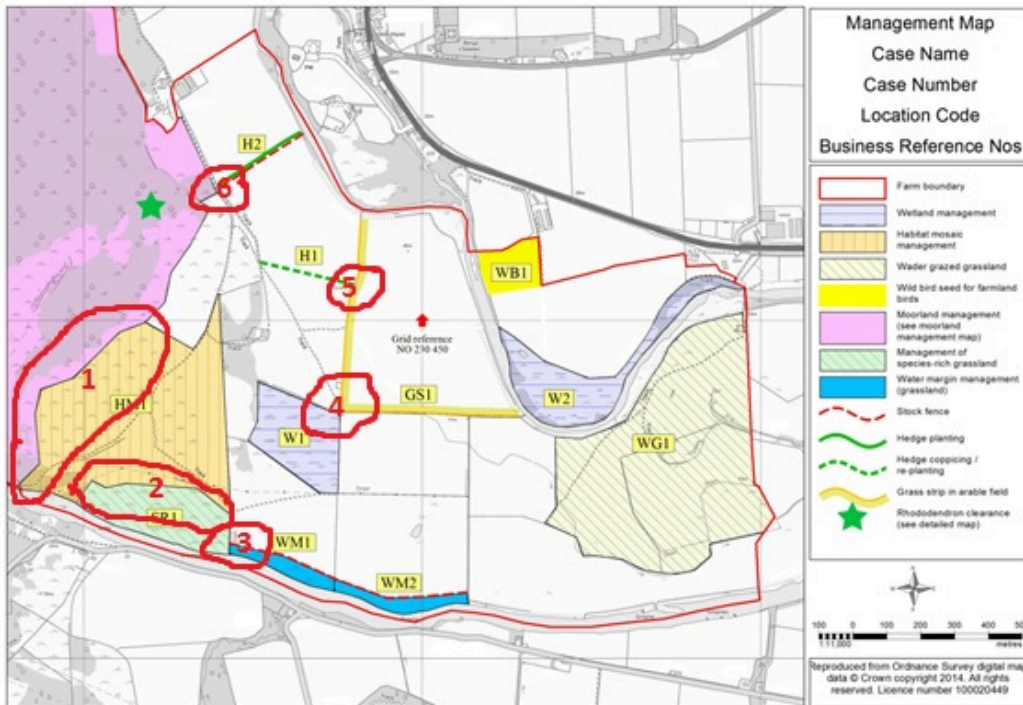 Management Map
Case Name
Case Number
Location Code
Business Reference Nos
Farm boundary
Wetland management
Habitat mosaic
management
Wader grazed grassland
Wild bird seed for farmland
birds
Moorland management
(see moorland
management map)
Management of
species-rich grassland
Water margin management
(grassland)
Stock fence
Hedge planting
Hedge coppicing /
re-planting
Grass strip in arable field
Rhododendron clearance
(see detailed map)
100 0 100 200 300 400 500
1:11,000 metres
Reproduced from Ordnance Survey digital map
data © Crown copyright 2014. All rights
reserved. Licence number 100020449
H2
6
H1
5
WB1
Grid reference
NO 230 450
1
HM1
4
GS1
W1
W2
WG1
2
SR1
3
WM1
WM2